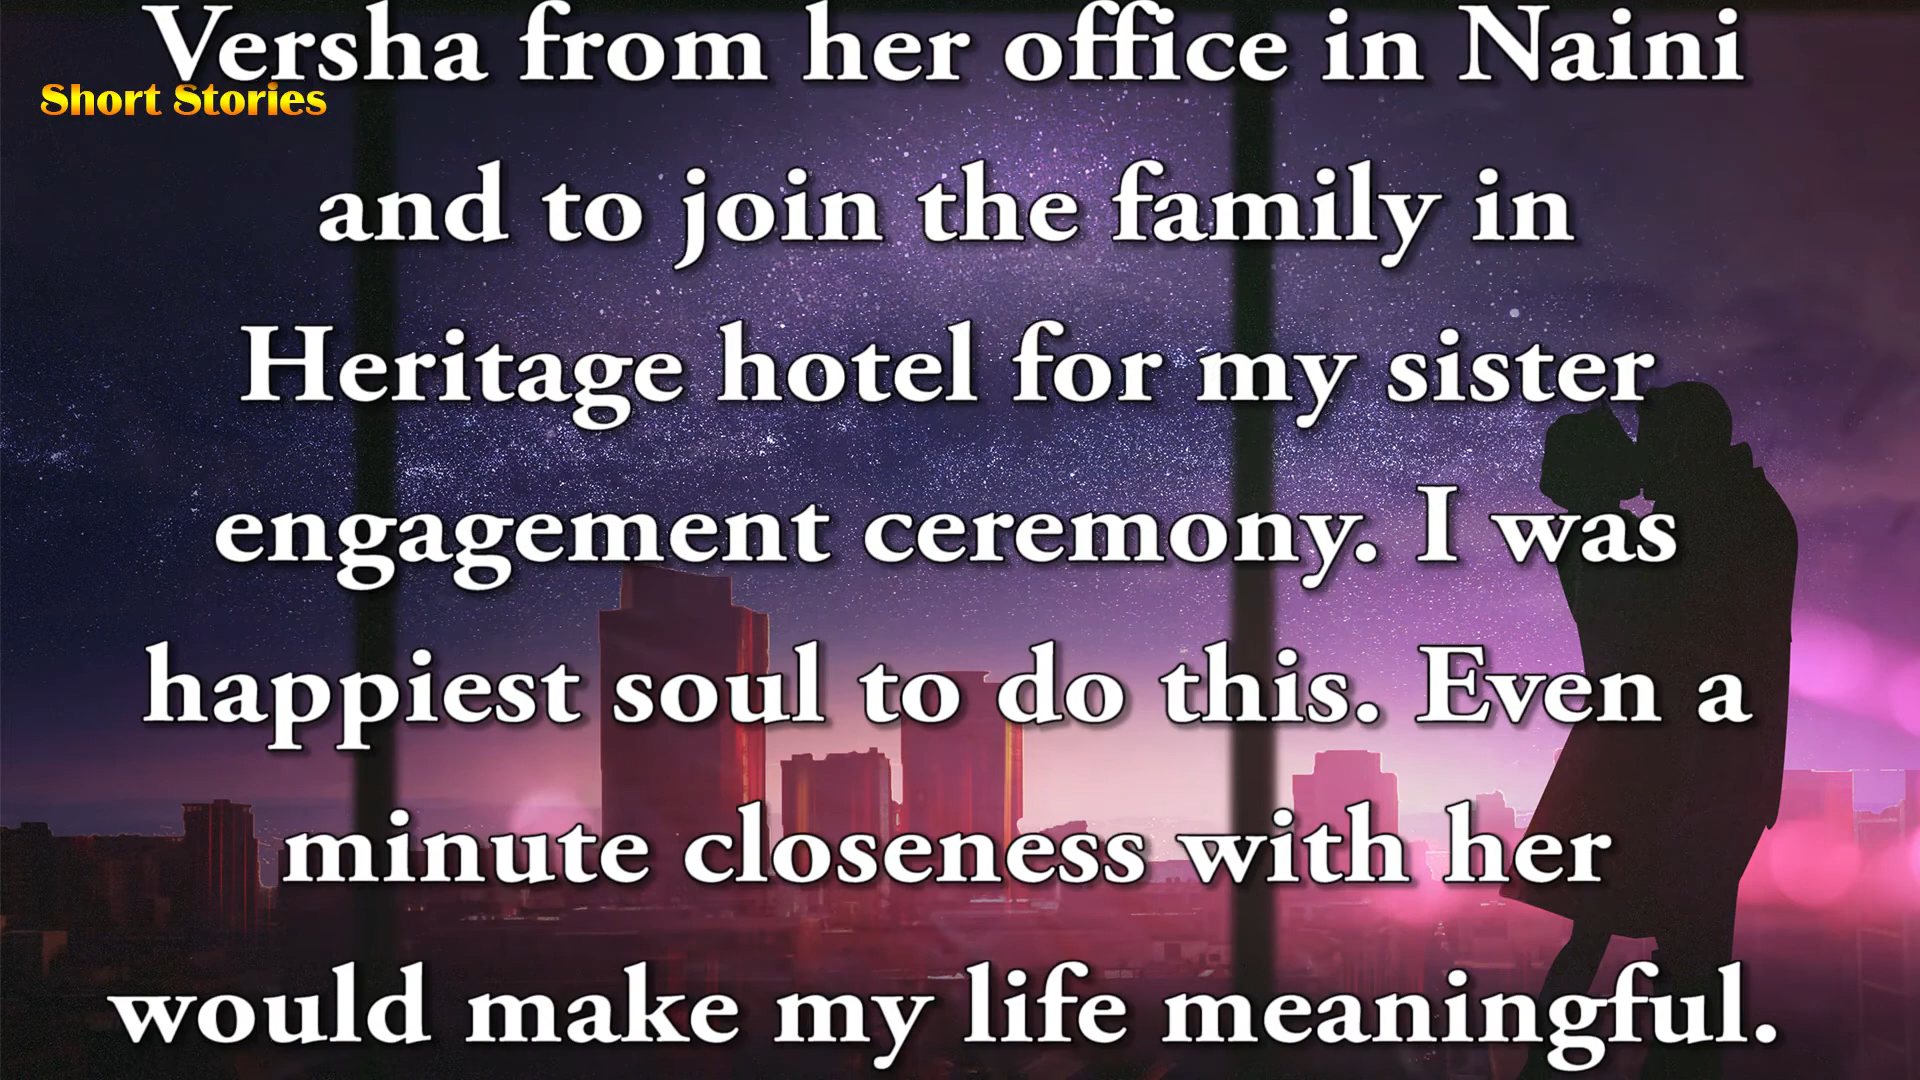 Versha from her office in Naini
Short Stories
and to join the family in
Heritage hotel for my sister
engagement ceremony. I was
happiest soul to do this. Even a
minute closeness with her
would make my life meaningful.